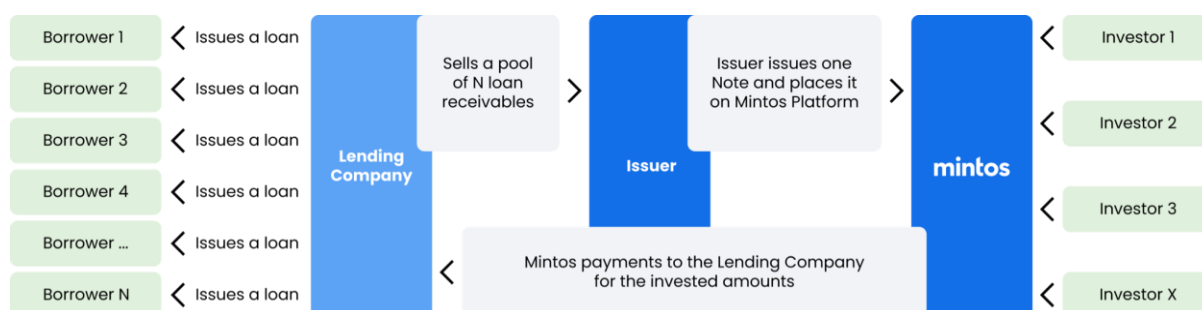 Borrower 1
Issues a loan
Borrower 2
Issues a loan
Borrower 3
Issues a loan
Borrower 4
Issues a loan
Borrower ...
Issues a loan
Borrower N
Issues a loan
Lending
Company
Sells a pool
of N loan
receivables
Issuer
Issuer issues one
Note and places it
on Mintos Platform
mintos
Mintos payments to the Lending Company
for the invested amounts
Investor 1
Investor 2
Investor 3
Investor X